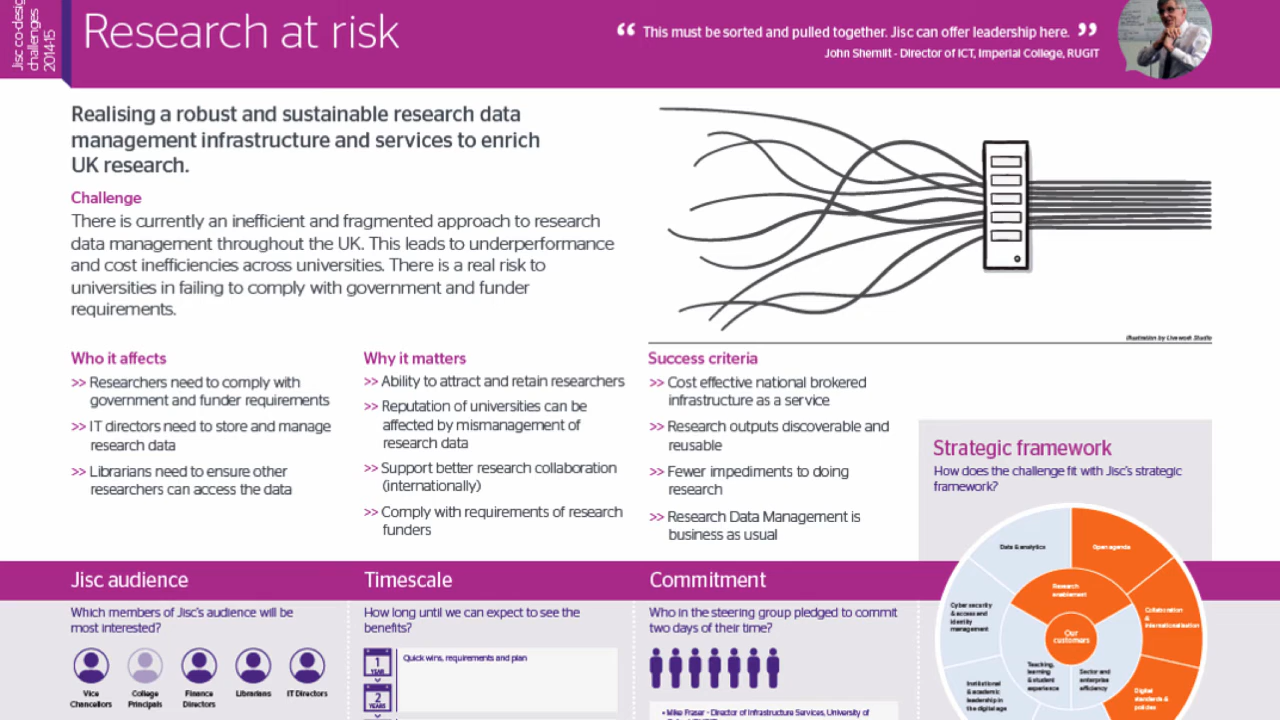 Jisc co-design
challenges
2014-15
Research at risk
“ This must be sorted and pulled together. Jisc can offer leadership here. ”
John Shemilt - Director of ICT, Imperial College, RUGIT
Realising a robust and sustainable research data
management infrastructure and services to enrich
UK research.
Challenge
There is currently an inefficient and fragmented approach to research
data management throughout the UK. This leads to underperformance
and cost inefficiencies across universities. There is a real risk to
universities in failing to comply with government and funder
requirements.
Illustration by Livework Studio
Who it affects
>> Researchers need to comply with
government and funder requirements
>> IT directors need to store and manage
research data
>> Librarians need to ensure other
researchers can access the data
Why it matters
>> Ability to attract and retain researchers
>> Reputation of universities can be
affected by mismanagement of
research data
>> Support better research collaboration
(internationally)
>> Comply with requirements of research
funders
Success criteria
>> Cost effective national brokered
infrastructure as a service
>> Research outputs discoverable and
reusable
>> Fewer impediments to doing
research
>> Research Data Management is
business as usual
Strategic framework
How does the challenge fit with Jisc's strategic
framework?
Data & analytics
Open agenda
Research
enablement
Cyber security
& access and
identity
management
Collaboration
&
internationalisation
Our
customers
Teaching,
learning
& student
experience
Sector and
enterprise
efficiency
Institutional
& academic
leadership in
the digital age
Digital
standards &
policies
Jisc audience
Which members of Jisc's audience will be
most interested?
Vice
Chancellors
College
Principals
Finance
Directors
Librarians
IT Directors
Timescale
How long until we can expect to see the
benefits?
1
YEAR
Quick wins, requirements and plan
2
YEARS
Commitment
Who in the steering group pledged to commit
two days of their time?
• Mike Fraser - Director of Infrastructure Services, University of